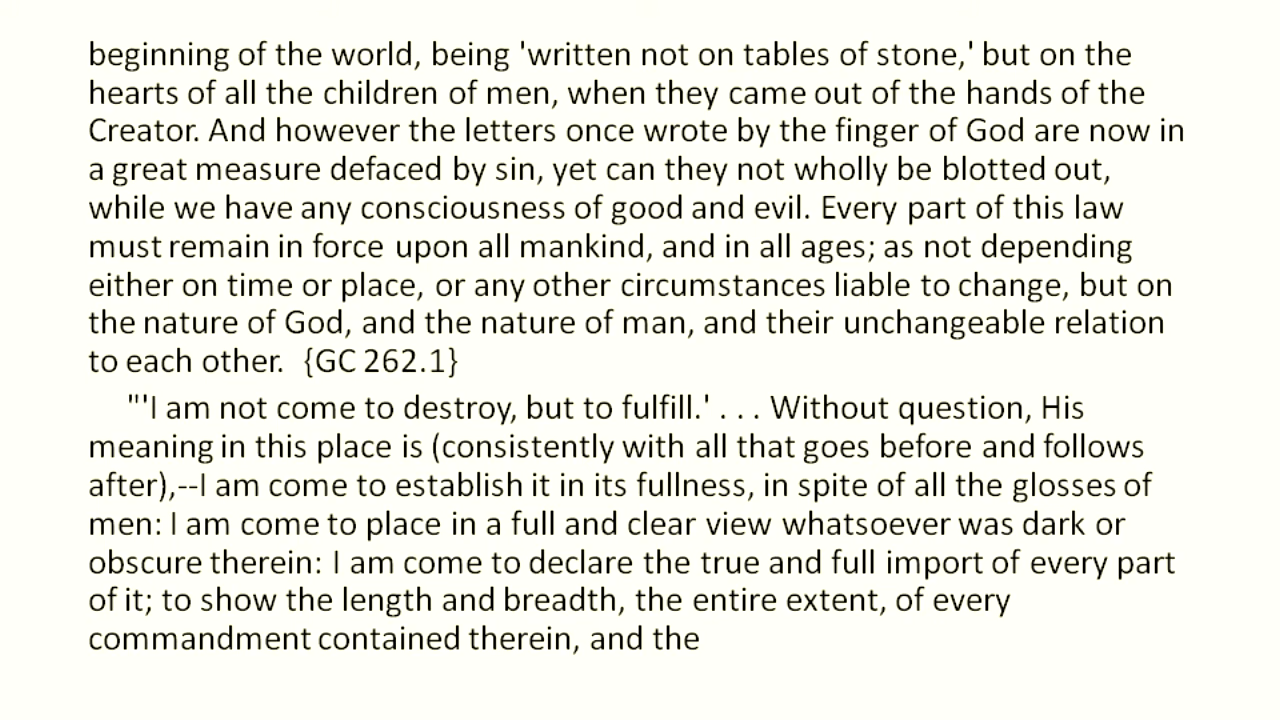 beginning of the world, being 'written not on tables of stone,' but on the
hearts of all the children of men, when they came out of the hands of the
Creator. And however the letters once wrote by the finger of God are now in
a great measure defaced by sin, yet can they not wholly be blotted out,
while we have any consciousness of good and evil. Every part of this law
must remain in force upon all mankind, and in all ages; as not depending
either on time or place, or any other circumstances liable to change, but on
the nature of God, and the nature of man, and their unchangeable relation
to each other.  {GC 262.1}
"'I am not come to destroy, but to fulfill.' . . . Without question, His
meaning in this place is (consistently with all that goes before and follows
after),--I am come to establish it in its fullness, in spite of all the glosses of
men: I am come to place in a full and clear view whatsoever was dark or
obscure therein: I am come to declare the true and full import of every part
of it; to show the length and breadth, the entire extent, of every
commandment contained therein, and the